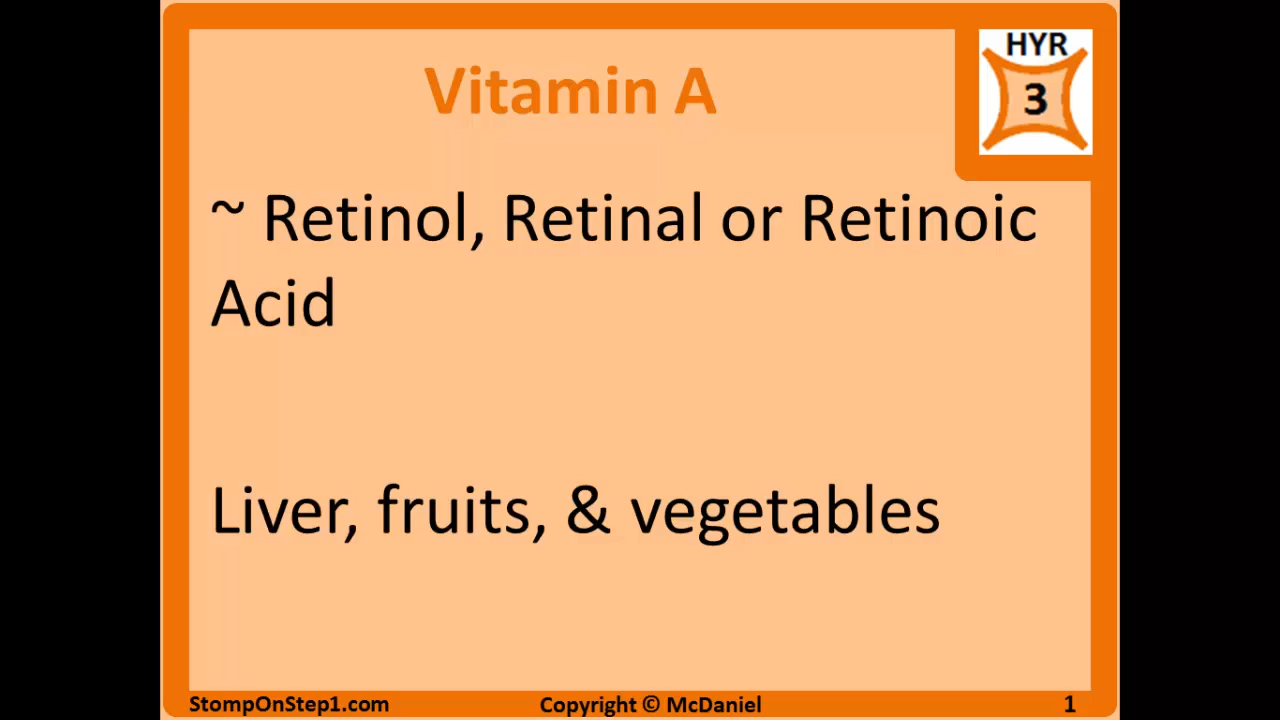 HYR
3
Vitamin A
~ Retinol, Retinal or Retinoic
Acid
Liver, fruits, & vegetables
StompOnStep1.com
Copyright © McDaniel
1